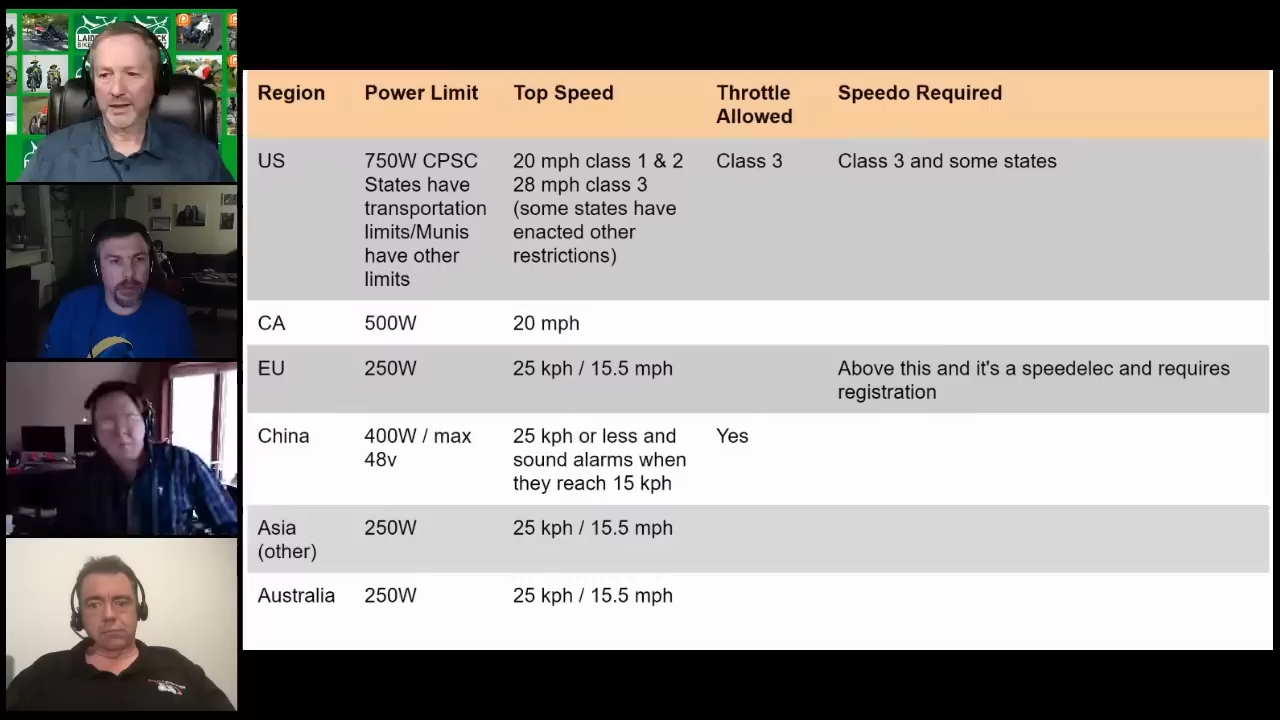 Region Power Limit Top Speed Throttle Allowed Speedo Required
US 750W CPSC 20 mph class 1 & 2 Class 3 Class 3 and some states
States have 28 mph class 3
transportation (some states have
limits/Munis enacted other
have other restrictions)
limits
CA 500W 20 mph
EU 250W 25 kph / 15.5 mph Above this and it's a speedelec and requires
registration
China 400W / max 25 kph or less and Yes
48v sound alarms when
they reach 15 kph
Asia 250W 25 kph / 15.5 mph
(other)
Australia 250W 25 kph / 15.5 mph